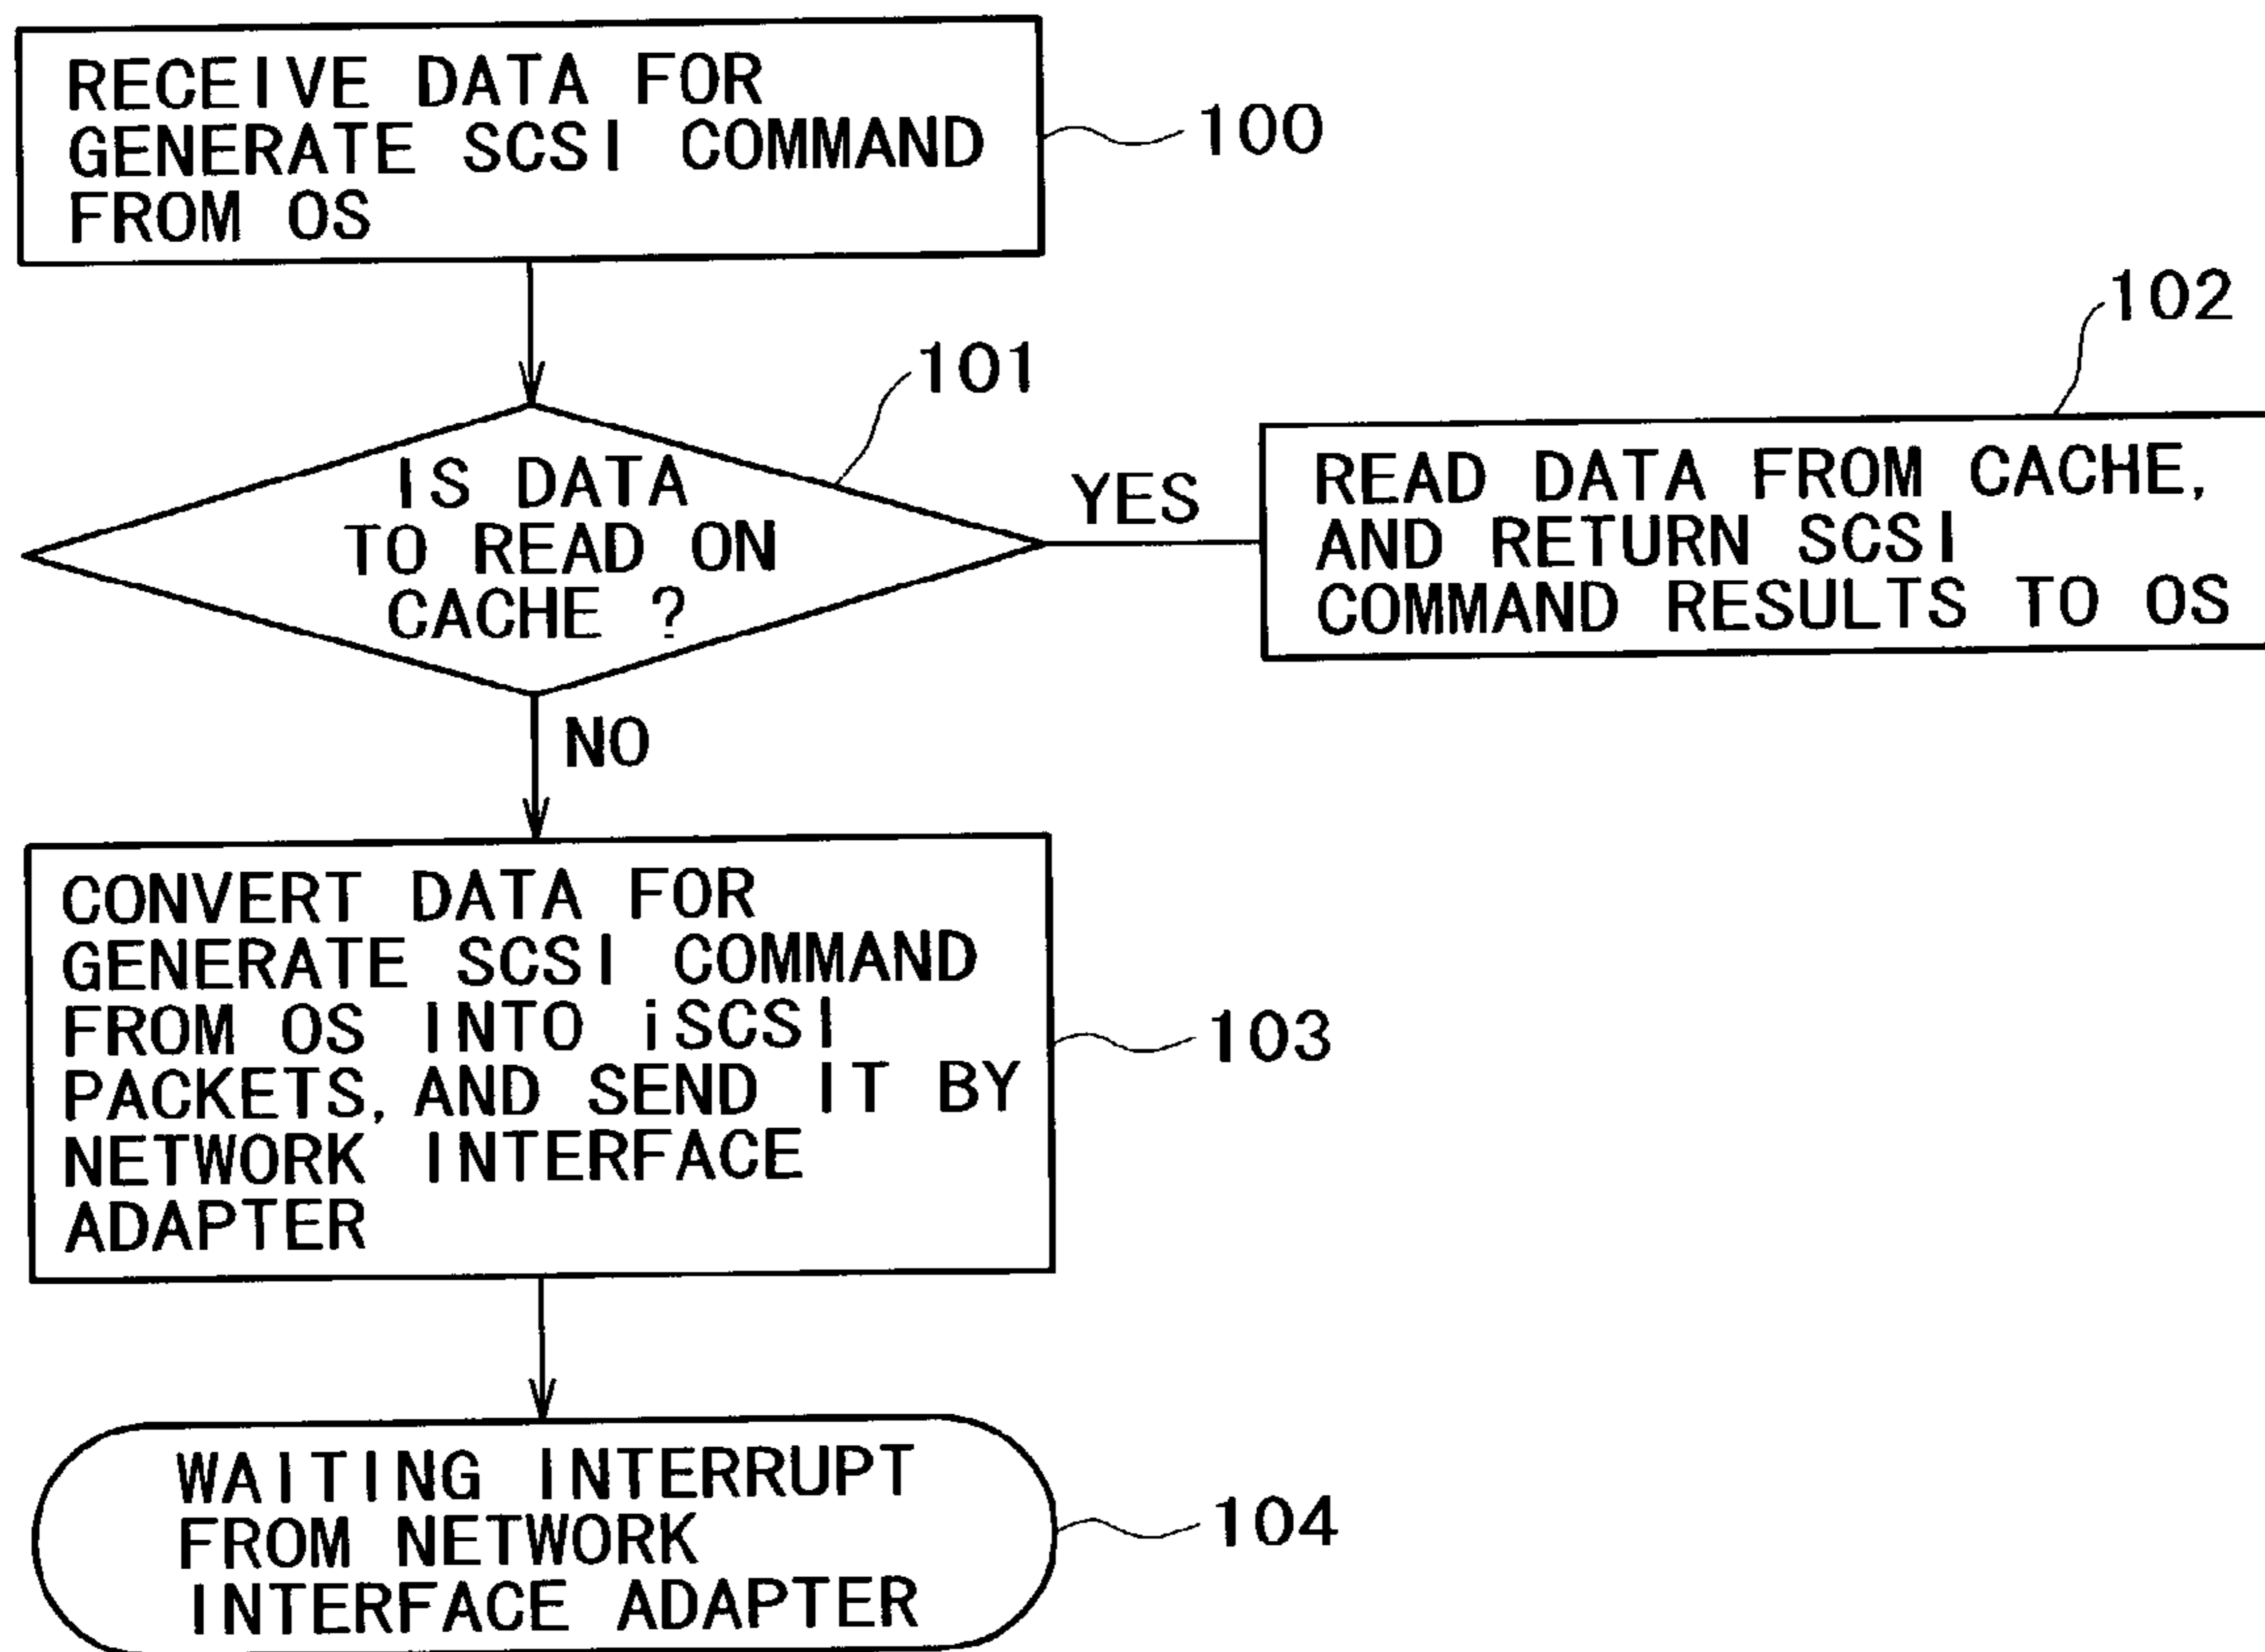 RECEIVE DATA FOR
GENERATE SCSI COMMAND
FROM OS
100
101
102
IS DATA
TO READ ON
CACHE ?
YES
READ DATA FROM CACHE,
AND RETURN SCSI
COMMAND RESULTS TO OS
NO
CONVERT DATA FOR
GENERATE SCSI COMMAND
FROM OS INTO iSCSI
PACKETS, AND SEND IT BY
NETWORK INTERFACE
ADAPTER
103
WAITING INTERRUPT
FROM NETWORK
INTERFACE ADAPTER
104